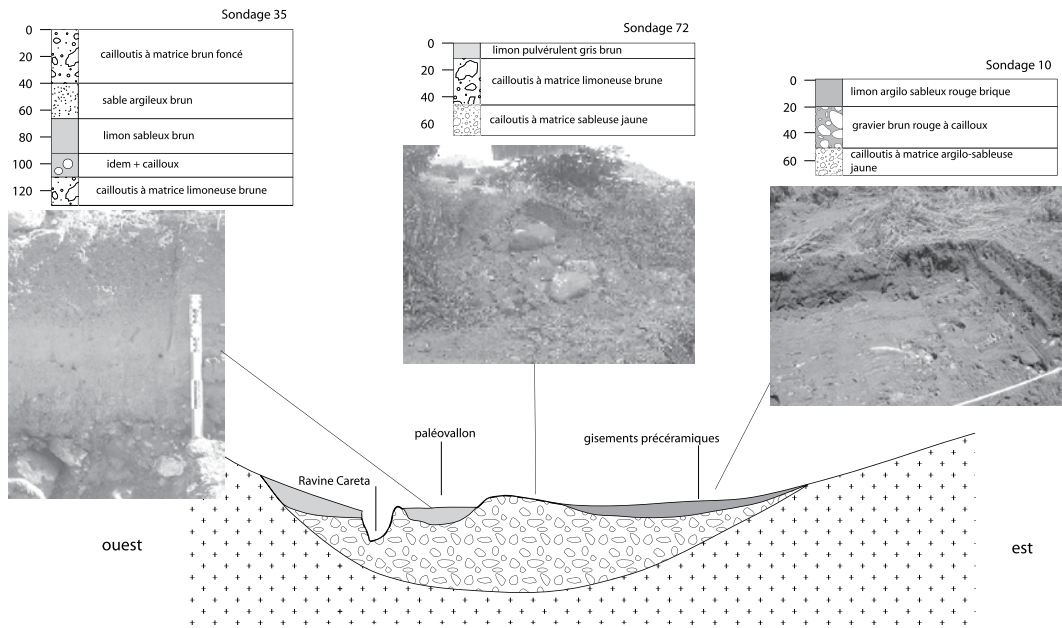 Sondage 35
0
20
40
60
80
100
120
cailloutis à matrice brun foncé
sable argileux brun
limon sableux brun
idem + cailloux
cailloutis à matrice limoneuse brune
Sondage 72
0
20
40
60
limon pulvérulent gris brun
cailloutis à matrice limoneuse brune
cailoutis à matrice sableuse jaune
Sondage 10
0
20
40
60
limon argilo sableux rouge brique
gravier brun rouge à cailloux
cailloutis à matrice argilo-sableuse
jaune
paléovallon
gisements précéramiques
Ravine Careta
ouest
est